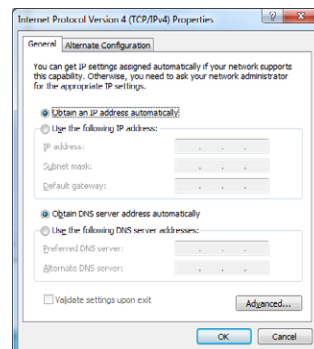 Internet Protocol Version 4 (TCP/IPv4) Properties
General
Alternate Configuration
You can get IP settings assigned automatically if your network supports
this capability. Otherwise, you need to ask your network administrator
for the appropriate IP settings.
Obtain an IP address automatically
Use the following IP address:
IP address:
Subnet mask:
Default gateway:
Obtain DNS server address automatically
Use the following DNS server addresses:
Preferred DNS server:
Alternate DNS server:
Validate settings upon exit
Advanced...
OK
Cancel